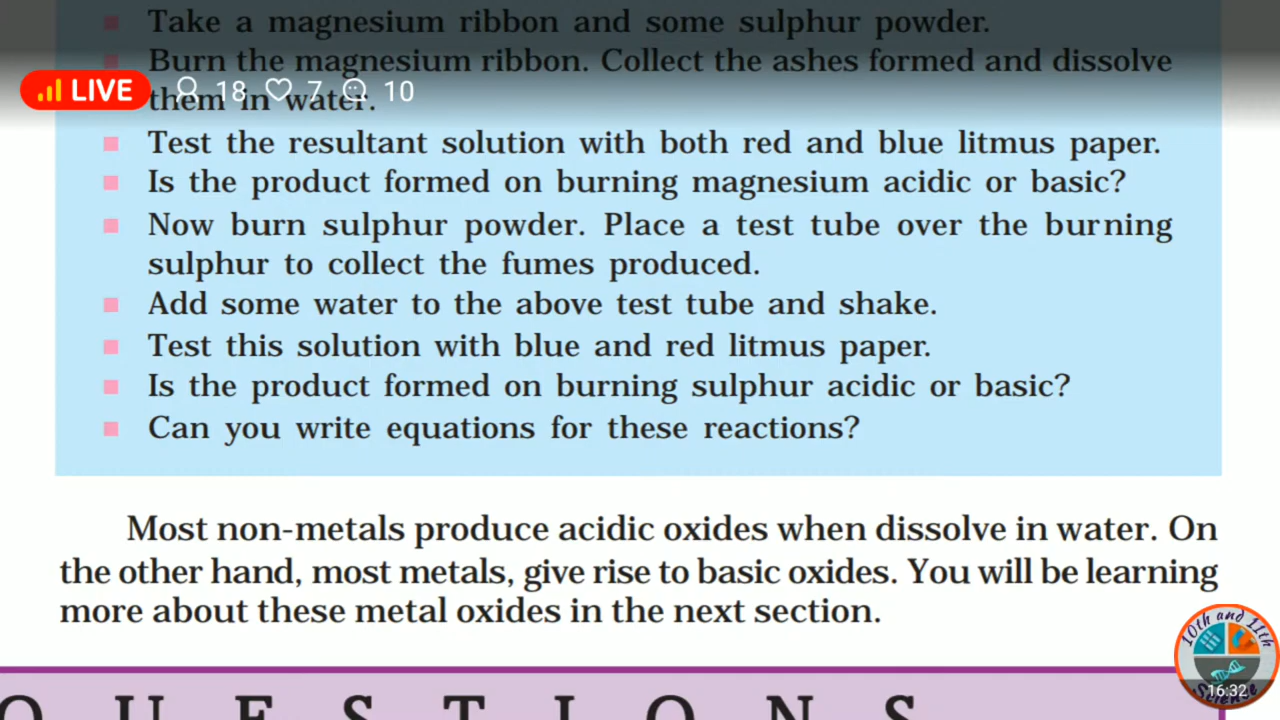 Take a magnesium ribbon and some sulphur powder.
Burn the magnesium ribbon. Collect the ashes formed and dissolve
LIVE 18 7 10
them in water.
Test the resultant solution with both red and blue litmus paper.
Is the product formed on burning magnesium acidic or basic?
Now burn sulphur powder. Place a test tube over the burning
sulphur to collect the fumes produced.
Add some water to the above test tube and shake.
Test this solution with blue and red litmus paper.
Is the product formed on burning sulphur acidic or basic?
Can you write equations for these reactions?
Most non-metals produce acidic oxides when dissolve in water. On
the other hand, most metals, give rise to basic oxides. You will be learning
more about these metal oxides in the next section.
10th and 11th
Science
16:32
QUESTIONS